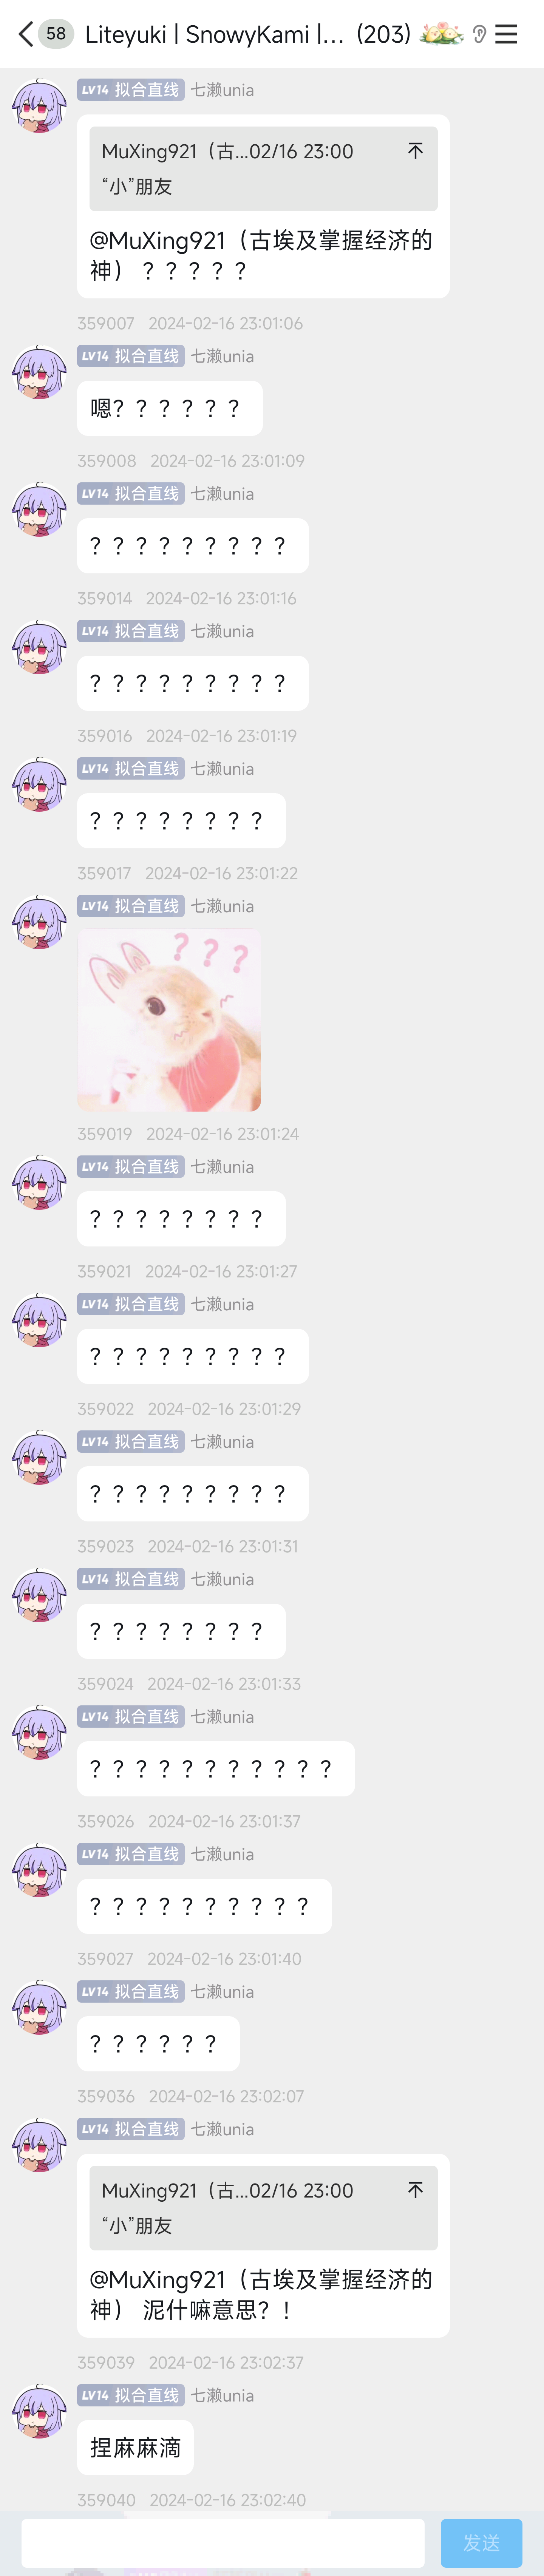 58 Liteyuki | SnowyKami |... (203)
LV14 拟合直线 七濑unia
MuXing921（古...02/16 23:00
“小”朋友
@MuXing921（古埃及掌握经济的
神） ？？？？？
359007 2024-02-16 23:01:06
LV14 拟合直线 七濑unia
嗯？？？？？？
359008 2024-02-16 23:01:09
LV14 拟合直线 七濑unia
？？？？？？？？？
359014 2024-02-16 23:01:16
LV14 拟合直线 七濑unia
？？？？？？？？？
359016 2024-02-16 23:01:19
LV14 拟合直线 七濑unia
？？？？？？？？
359017 2024-02-16 23:01:22
LV14 拟合直线 七濑unia
？？？
359019 2024-02-16 23:01:24
LV14 拟合直线 七濑unia
？？？？？？？？
359021 2024-02-16 23:01:27
LV14 拟合直线 七濑unia
？？？？？？？？？
359022 2024-02-16 23:01:29
LV14 拟合直线 七濑unia
？？？？？？？？？
359023 2024-02-16 23:01:31
LV14 拟合直线 七濑unia
？？？？？？？？
359024 2024-02-16 23:01:33
LV14 拟合直线 七濑unia
？？？？？？？？？？？
359026 2024-02-16 23:01:37
LV14 拟合直线 七濑unia
？？？？？？？？？？
359027 2024-02-16 23:01:40
LV14 拟合直线 七濑unia
？？？？？？
359036 2024-02-16 23:02:07
LV14 拟合直线 七濑unia
MuXing921（古...02/16 23:00
“小”朋友
@MuXing921（古埃及掌握经济的
神） 泥什嘛意思？！
359039 2024-02-16 23:02:37
LV14 拟合直线 七濑unia
捏麻麻滴
359040 2024-02-16 23:02:40
发送